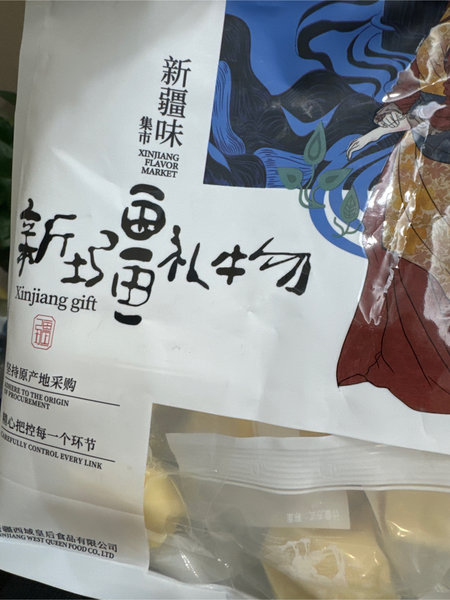 新疆味
集市
XINJIANG
FLAVOR
MARKET
新疆礼物
Xinjiang gift
疆
坚持原产地采购
ADHERE TO THE ORIGIN
OF PROCUREMENT
精心把控每一个环节
CAREFULLY CONTROL EVERY LINK
新疆西域皇后食品有限公司
XINJIANG WEST QUEEN FOOD CO., LTD